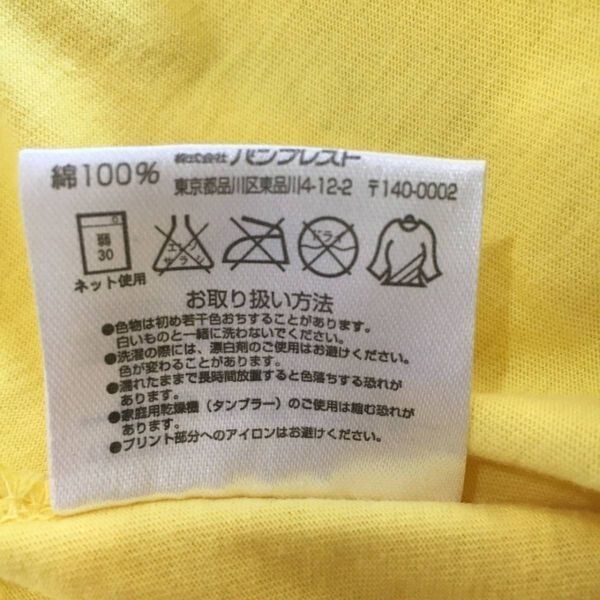 綿100%
株式会社 バンプレスト
東京都品川区東品川4-12-2 〒140-0002
弱
30
エンソ
サラシ
ドライ
ネット使用
お取り扱い方法
●色物は初め若干色おちすることがあります。
白いものと一緒に洗わないでください。
●洗濯の際には、漂白剤のご使用はお避けください。
色が変わることがあります。
●濡れたままで長時間放置すると色落ちする恐れが
あります。
●家庭用乾燥機（タンブラー）のご使用は縮む恐れが
あります。
●プリント部分へのアイロンはお避けください。